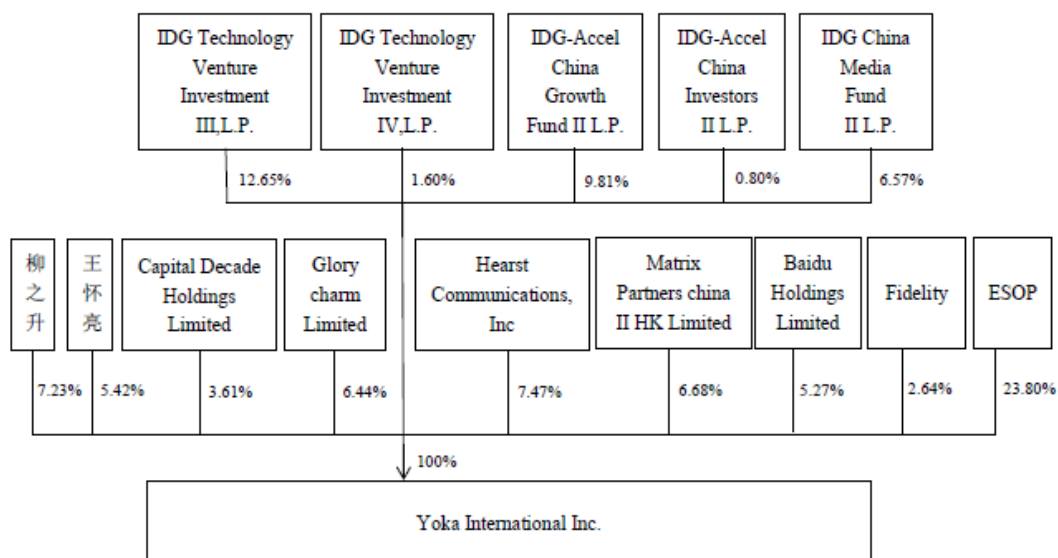 IDG Technology
Venture
Investment
III,L.P.
IDG Technology
Venture
Investment
IV,L.P.
IDG-Accel
China
Growth
Fund II L.P.
IDG-Accel
China
Investors
II L.P.
IDG China
Media
Fund
II L.P.
12.65%
1.60%
9.81%
0.80%
6.57%
柳
之
升
王
怀
亮
Capital Decade
Holdings
Limited
Glory
charm
Limited
Hearst
Communications,
Inc
Matrix
Partners china
II HK Limited
Baidu
Holdings
Limited
Fidelity
ESOP
7.23%
5.42%
3.61%
6.44%
7.47%
6.68%
5.27%
2.64%
23.80%
100%
Yoka International Inc.